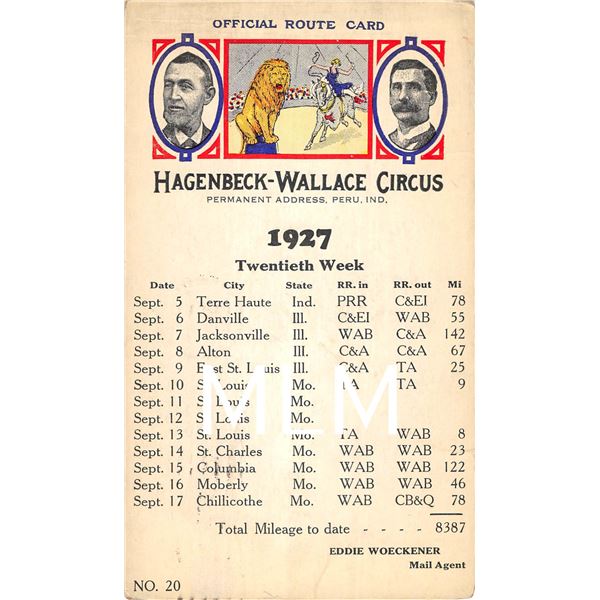 OFFICIAL ROUTE CARD
HAGENBECK-WALLACE CIRCUS
PERMANENT ADDRESS, PERU, IND.
1927
Twentieth Week
Date City State RR. in RR. out Mi
Sept. 5 Terre Haute Ind. PRR C&EI 78
Sept. 6 Danville Ill. C&EI WAB 55
Sept. 7 Jacksonville Ill. WAB C&A 142
Sept. 8 Alton Ill. C&A C&A 67
Sept. 9 East St. Louis Ill. C&A TA 25
Sept. 10 St. Louis Mo. TA TA 9
Sept. 11 St. Louis Mo.
Sept. 12 St. Louis Mo.
Sept. 13 St. Louis Mo. TA WAB 8
Sept. 14 St. Charles Mo. WAB WAB 23
Sept. 15 Columbia Mo. WAB WAB 122
Sept. 16 Moberly Mo. WAB WAB 46
Sept. 17 Chillicothe Mo. WAB CB&Q 78
Total Mileage to date - - - - 8387
EDDIE WOECKENER
Mail Agent
NO. 20
MLM